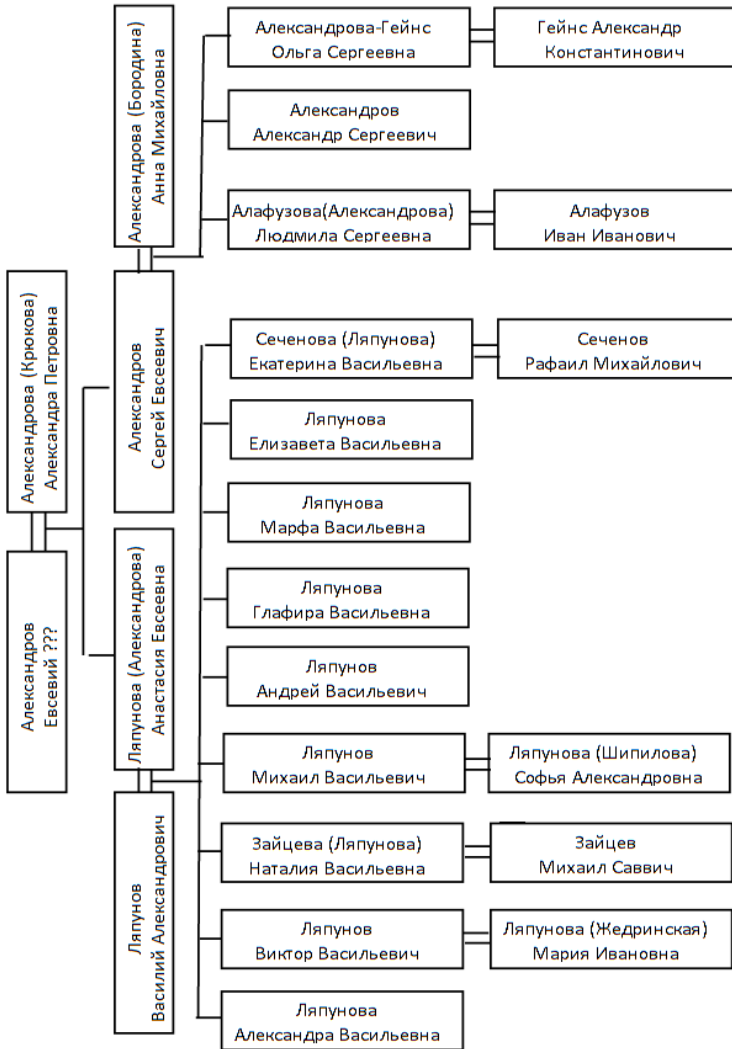 Александрова (Крюкова)
Александра Петровна
Александров
Евсевий ???
Александрова (Бородина)
Анна Михайловна
Александров
Сергей Евсеевич
Ляпунова (Александрова)
Анастасия Евсеевна
Ляпунов
Василий Александрович
Александрова-Гейнс
Ольга Сергеевна
Гейнс Александр
Константинович
Александров
Александр Сергеевич
Алафузова(Александрова)
Людмила Сергеевна
Алафузов
Иван Иванович
Сеченова (Ляпунова)
Екатерина Васильевна
Сеченов
Рафаил Михайлович
Ляпунова
Елизавета Васильевна
Ляпунова
Марфа Васильевна
Ляпунова
Глафира Васильевна
Ляпунов
Андрей Васильевич
Ляпунов
Михаил Васильевич
Ляпунова (Шипилова)
Софья Александровна
Зайцева (Ляпунова)
Наталия Васильевна
Зайцев
Михаил Саввич
Ляпунов
Виктор Васильевич
Ляпунова (Жедринская)
Мария Ивановна
Ляпунова
Александра Васильевна